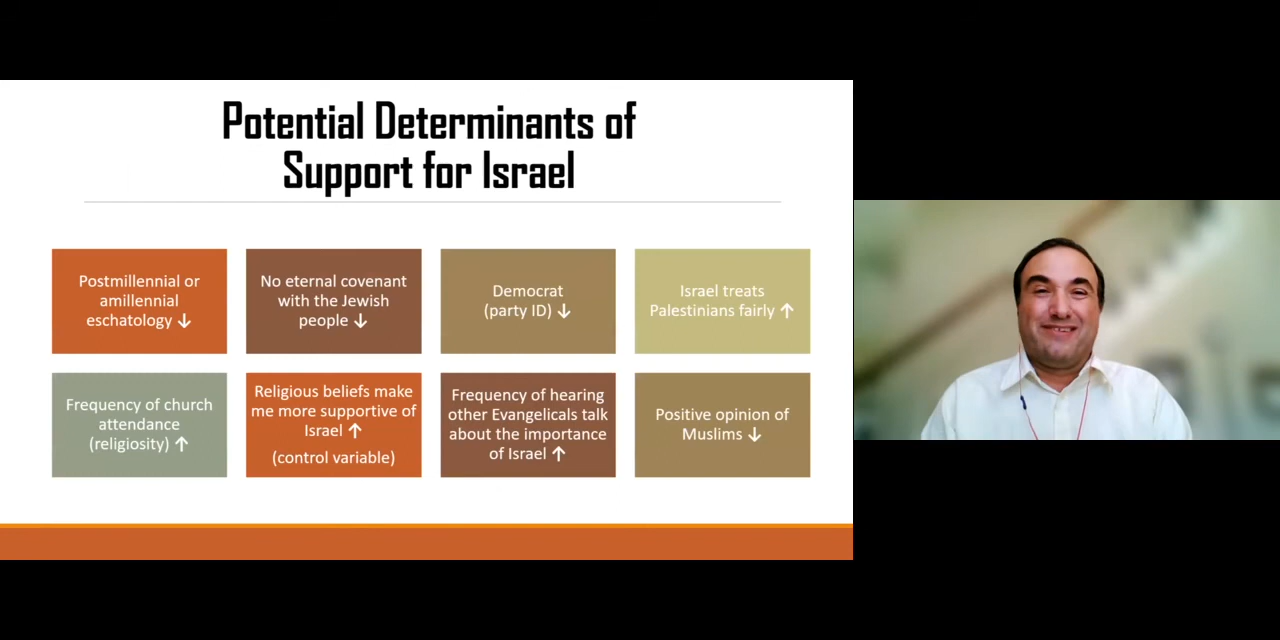 Potential Determinants of
Support for Israel
Postmillennial or
amillennial
eschatology ↓
No eternal covenant
with the Jewish
people ↓
Democrat
(party ID) ↓
Israel treats
Palestinians fairly ↑
Frequency of church
attendance
(religiosity) ↑
Religious beliefs make
me more supportive of
Israel ↑
(control variable)
Frequency of hearing
other Evangelicals talk
about the importance
of Israel ↑
Positive opinion of
Muslims ↓